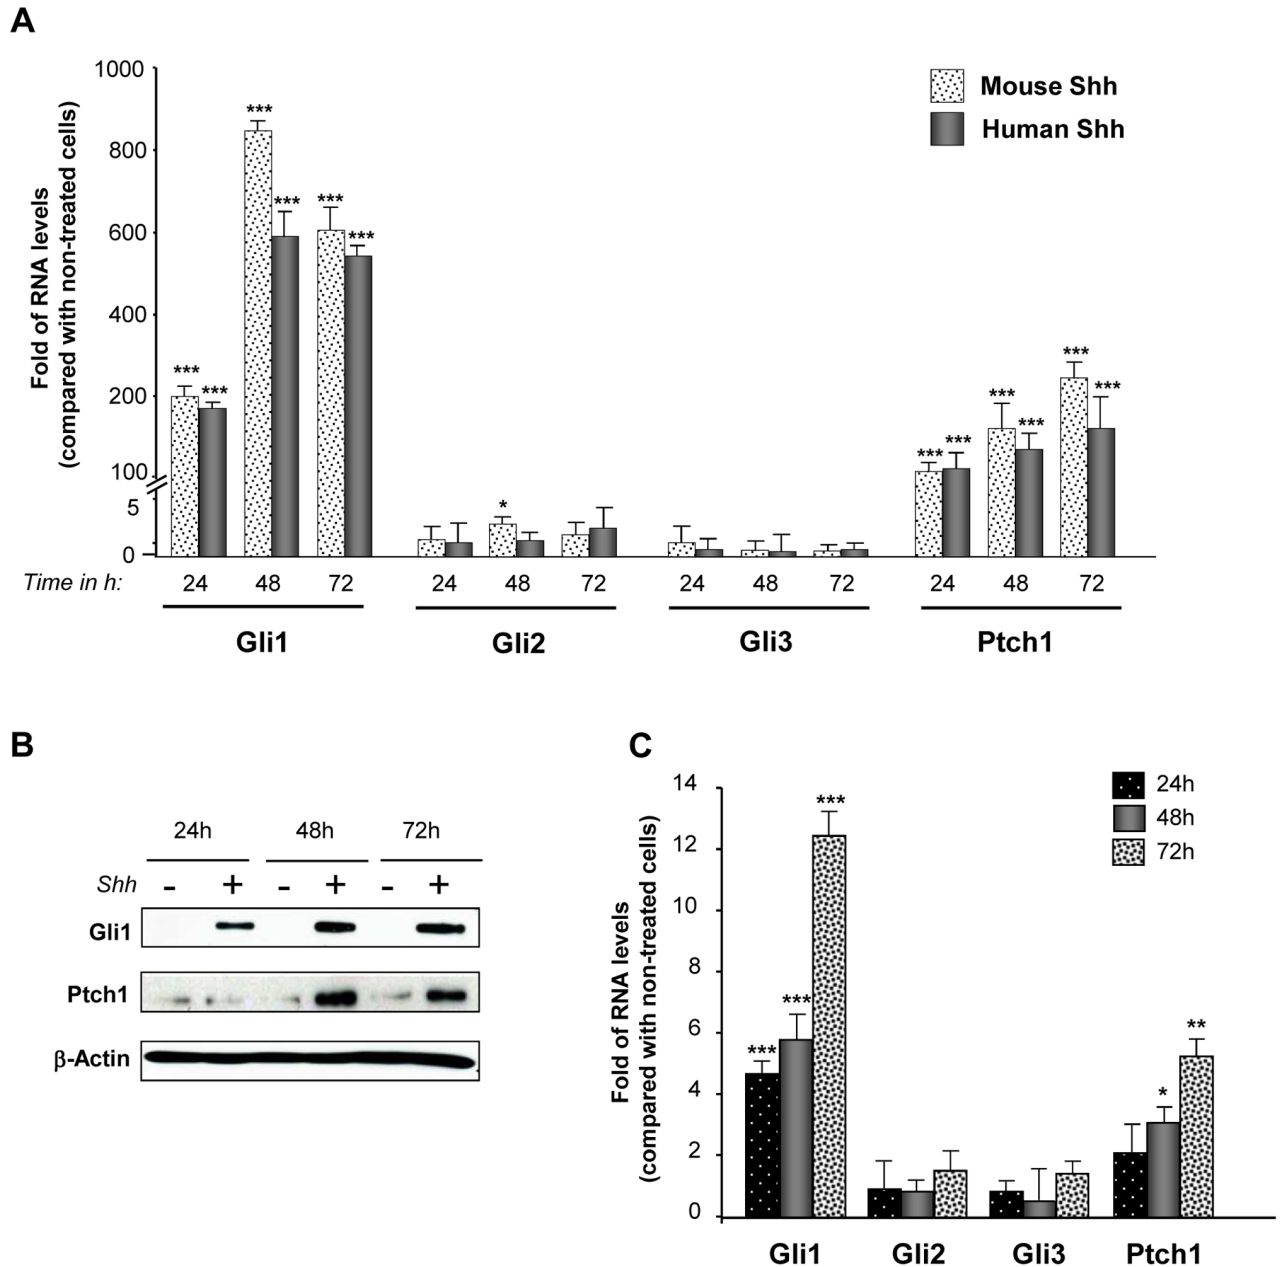 A
Fold of RNA levels
(compared with non-treated cells)
1000
800
600
400
200
100
5
0
Mouse Shh
Human Shh
*** *** *** *** *** ***
*
*** *** *** *** *** ***
Time in h: 24 48 72 24 48 72 24 48 72 24 48 72
Gli1 Gli2 Gli3 Ptch1
B
24h 48h 72h
Shh - + - + - +
Gli1
Ptch1
β-Actin
C
Fold of RNA levels
(compared with non-treated cells)
14
12
10
8
6
4
2
0
24h
48h
72h
*** *** ***
* **
Gli1 Gli2 Gli3 Ptch1